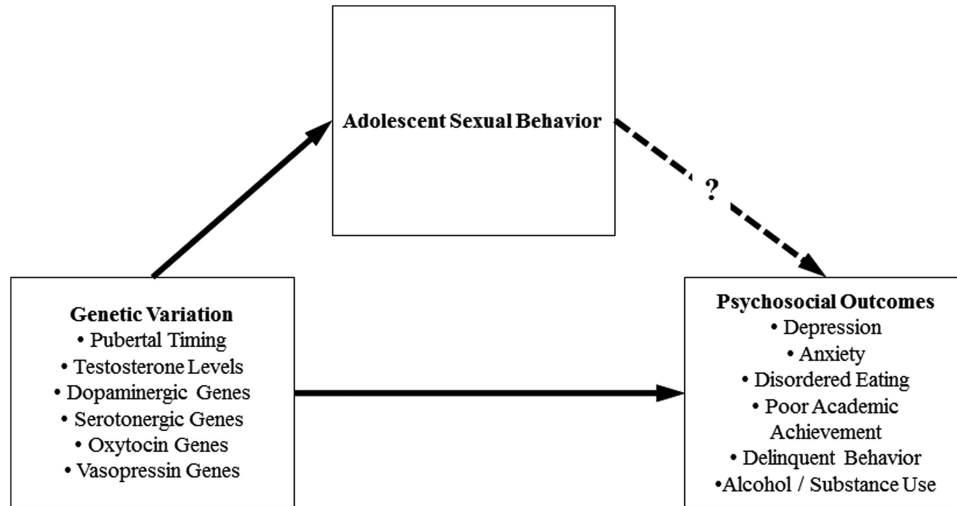 Adolescent Sexual Behavior
?
Genetic Variation
• Pubertal Timing
• Testosterone Levels
• Dopaminergic Genes
• Serotonergic Genes
• Oxytocin Genes
• Vasopressin Genes
Psychosocial Outcomes
• Depression
• Anxiety
• Disordered Eating
• Poor Academic
Achievement
• Delinquent Behavior
•Alcohol / Substance Use